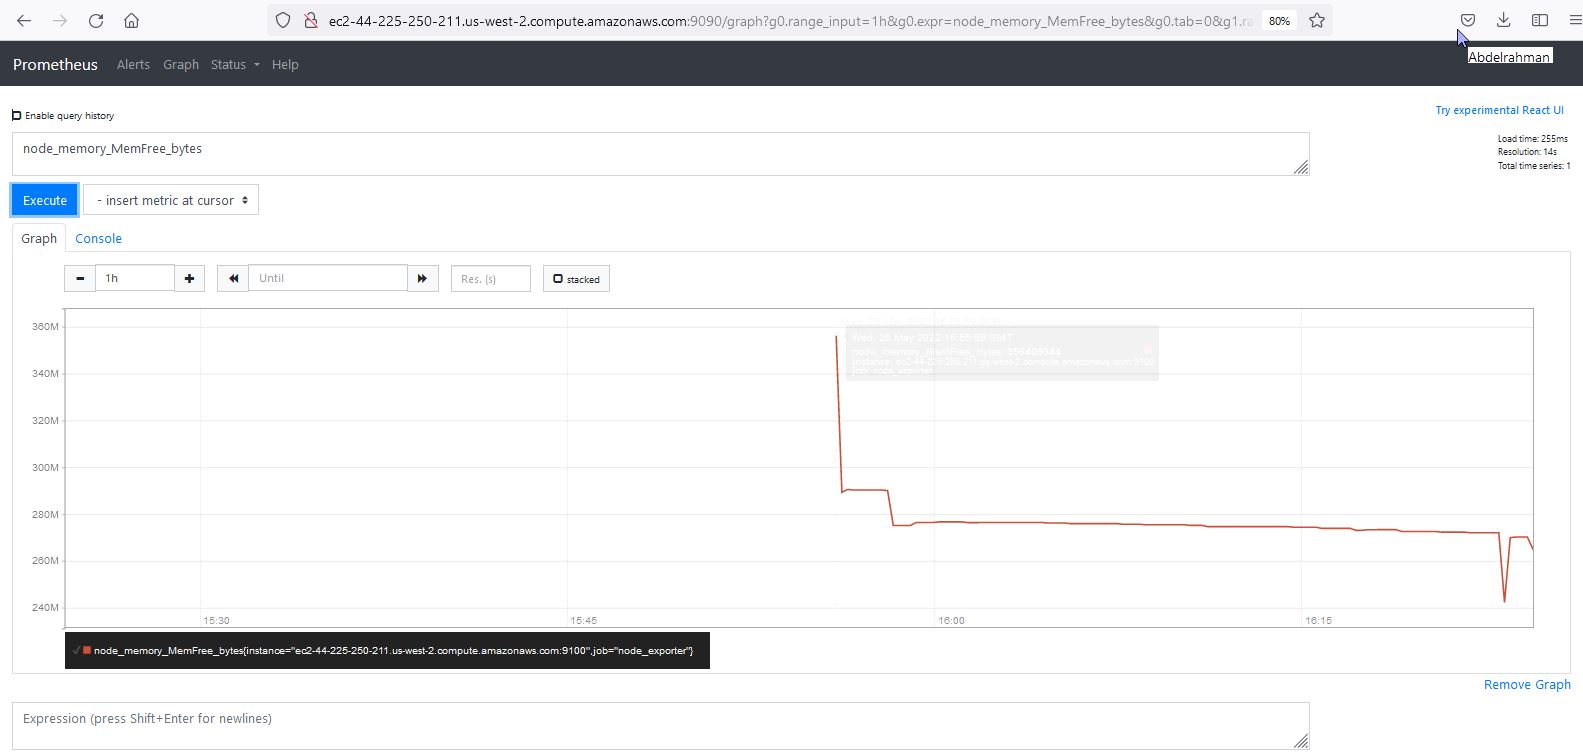 ec2-44-225-250-211.us-west-2.compute.amazonaws.com:9090/graph?g0.range_input=1h&g0.expr=node_memory_MemFree_bytes&g0.tab=0&g1.ra
80%
Abdelrahman
Prometheus Alerts Graph Status Help
Enable query history
Try experimental React UI
node_memory_MemFree_bytes
Load time: 255ms
Resolution: 14s
Total time series: 1
Execute
- insert metric at cursor
Graph Console
- 1h +
Until
Res. (s)
stacked
360M
340M
320M
300M
280M
260M
240M
Wed, 25 May 2022 15:55:59 GMT
node_memory_MemFree_bytes: 356405384
instance: ec2-44-225-250-211.us-west-2.compute.amazonaws.com:9100
job: node_exporter
15:30 15:45 16:00 16:15
node_memory_MemFree_bytes{instance="ec2-44-225-250-211.us-west-2.compute.amazonaws.com:9100",job="node_exporter"}
Remove Graph
Expression (press Shift+Enter for newlines)